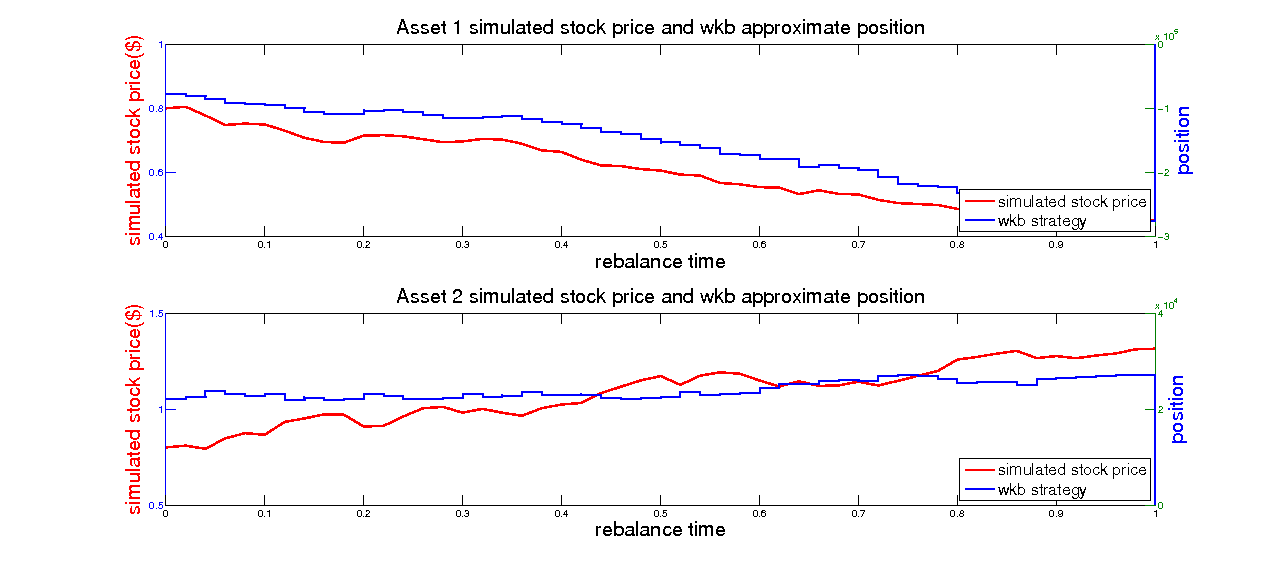 Asset 1 simulated stock price and wkb approximate position
x 10^5
simulated stock price($)
1
0.8
0.6
0.4
0
-1
-2
-3
position
simulated stock price
wkb strategy
0 0.1 0.2 0.3 0.4 0.5 0.6 0.7 0.8 0.9 1
rebalance time
Asset 2 simulated stock price and wkb approximate position
x 10^4
simulated stock price($)
1.5
1
0.5
4
2
0
position
simulated stock price
wkb strategy
0 0.1 0.2 0.3 0.4 0.5 0.6 0.7 0.8 0.9 1
rebalance time